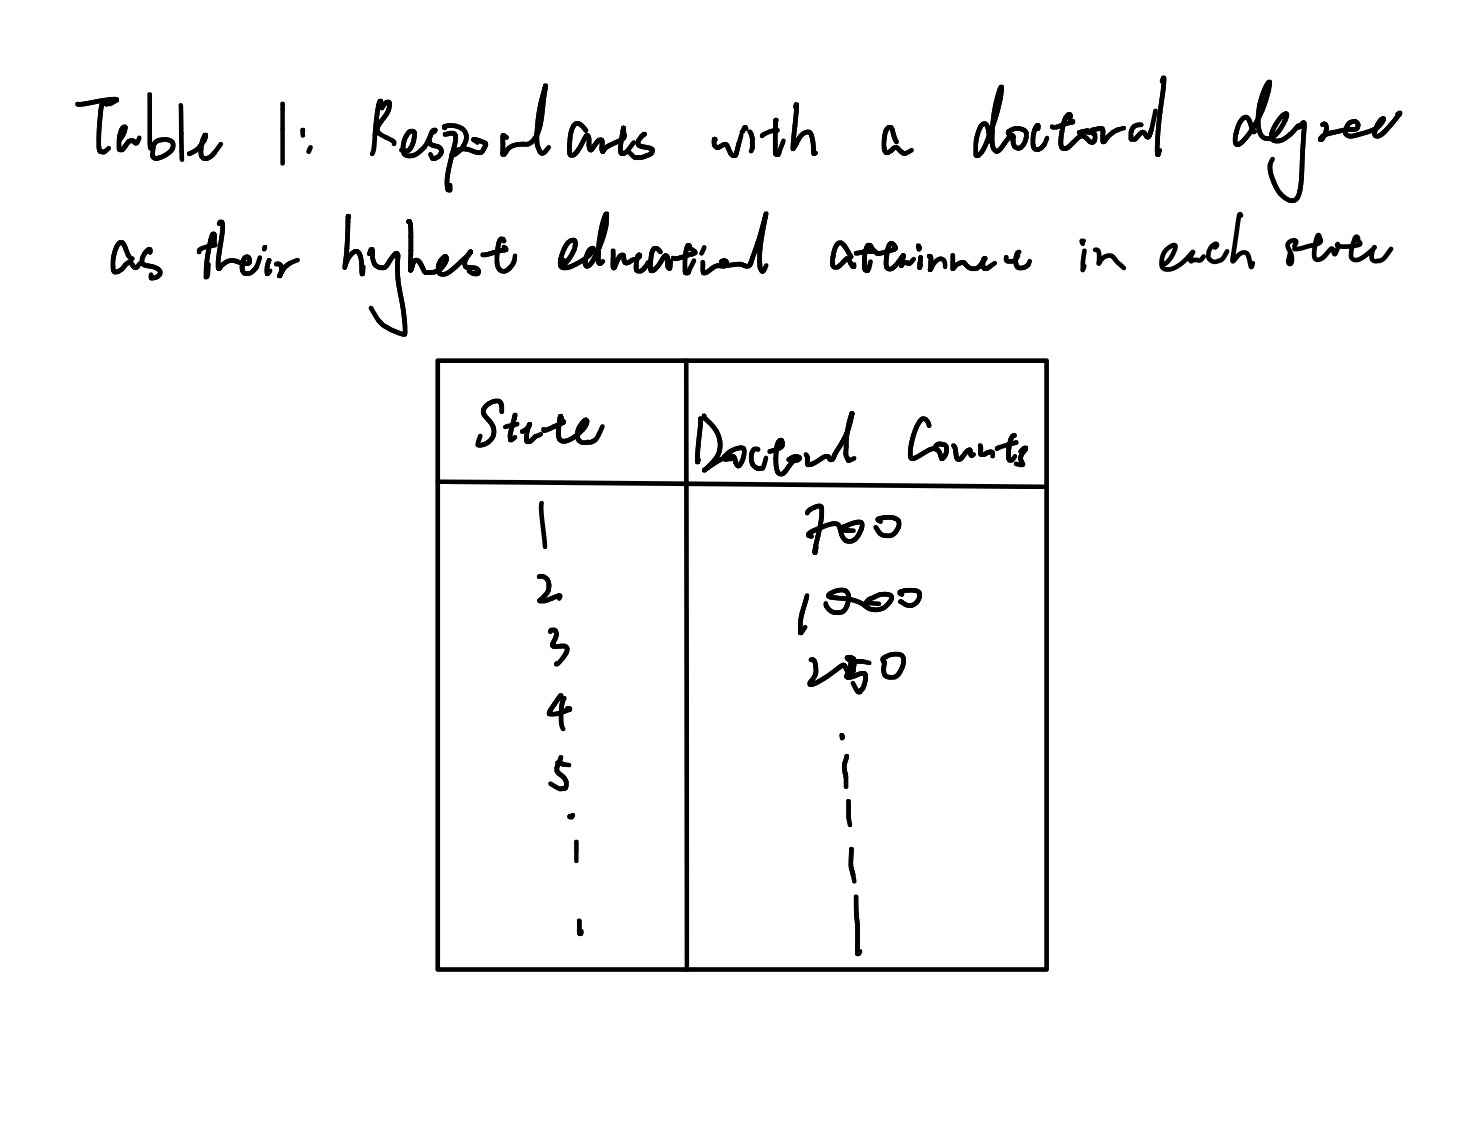 Table 1: Respondants with a doctoral degree
as their highest educational attainmee in each state
State Doctoral Counts
1 700
2 1000
3 250
4
5